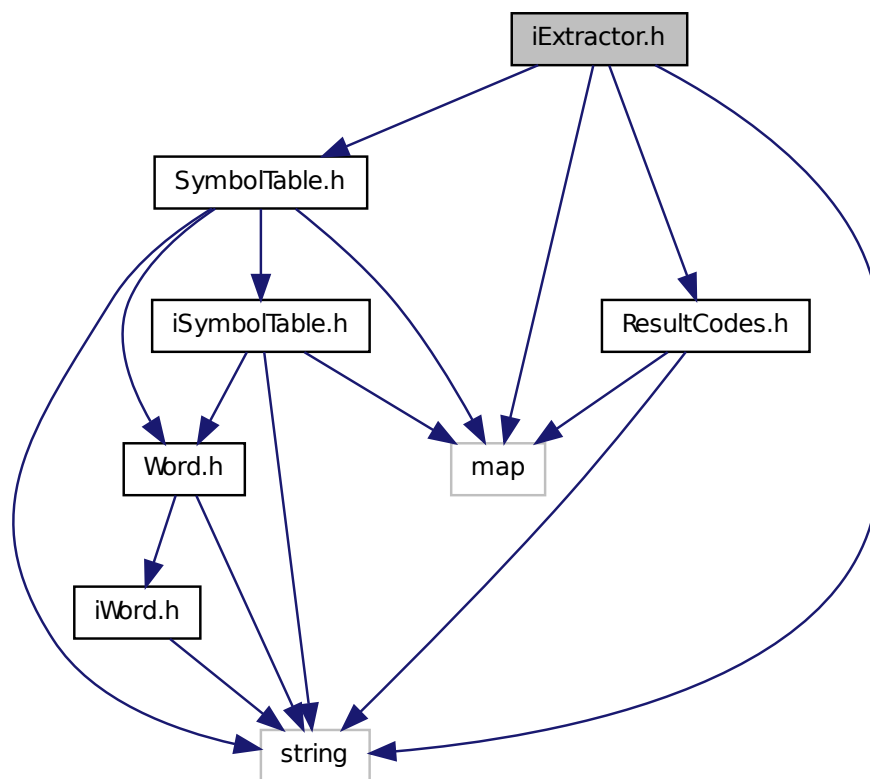 iExtractor.h
SymbolTable.h
iSymbolTable.h
ResultCodes.h
Word.h
map
iWord.h
string